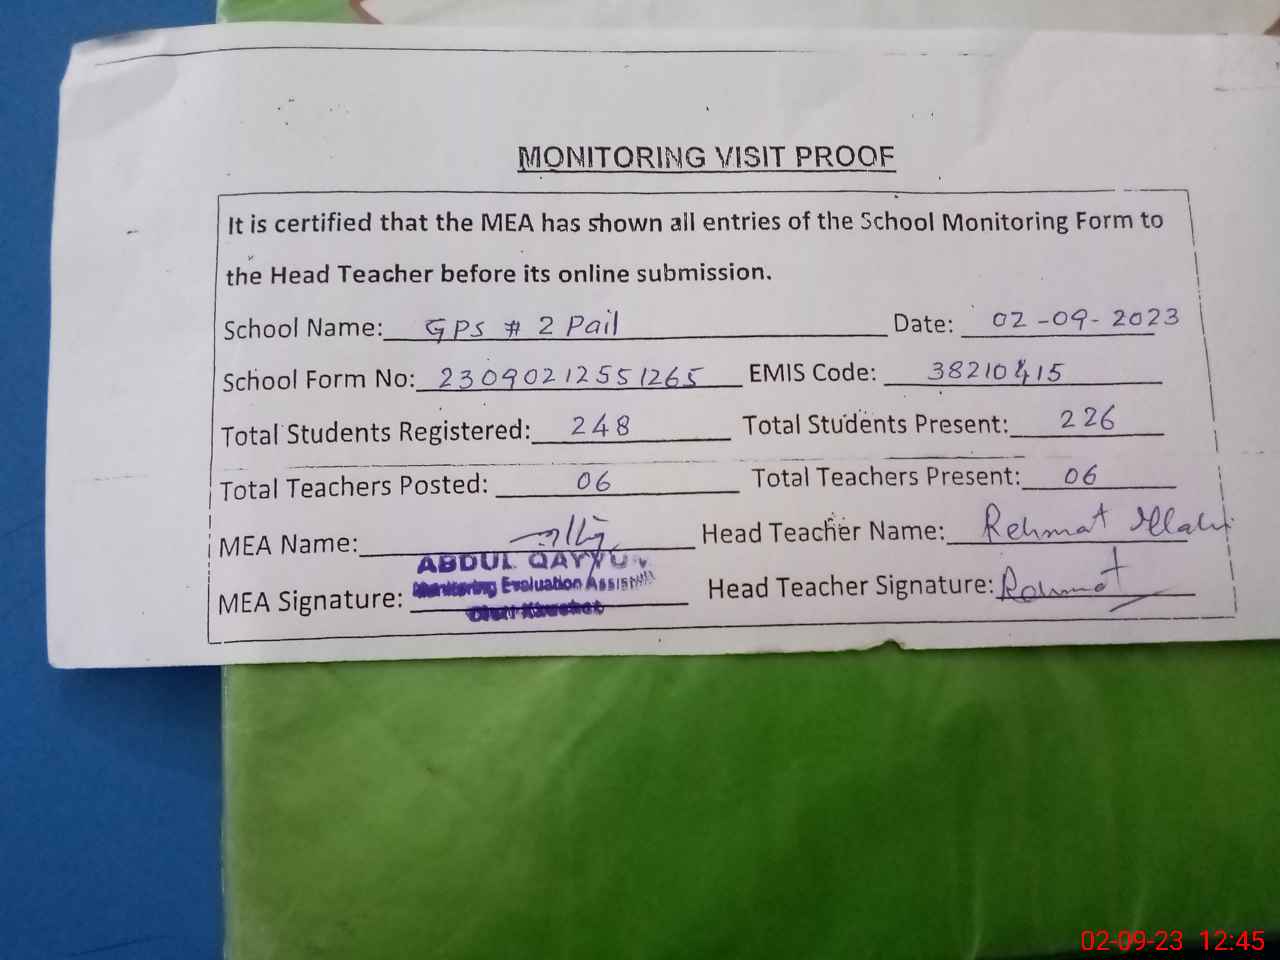 MONITORING VISIT PROOF
It is certified that the MEA has shown all entries of the School Monitoring Form to
the Head Teacher before its online submission.
School Name: GPS # 2 Pail Date: 02-09-2023
School Form No: 23090212551265 EMIS Code: 38210415
Total Students Registered: 248 Total Students Present: 226
Total Teachers Posted: 06 Total Teachers Present: 06
MEA Name: Head Teacher Name: Rehmat Illahi
ABDUL QAYYUM
MEA Signature: Monitoring Evaluation Assistant Head Teacher Signature: Rehmat
02-09-23 12:45